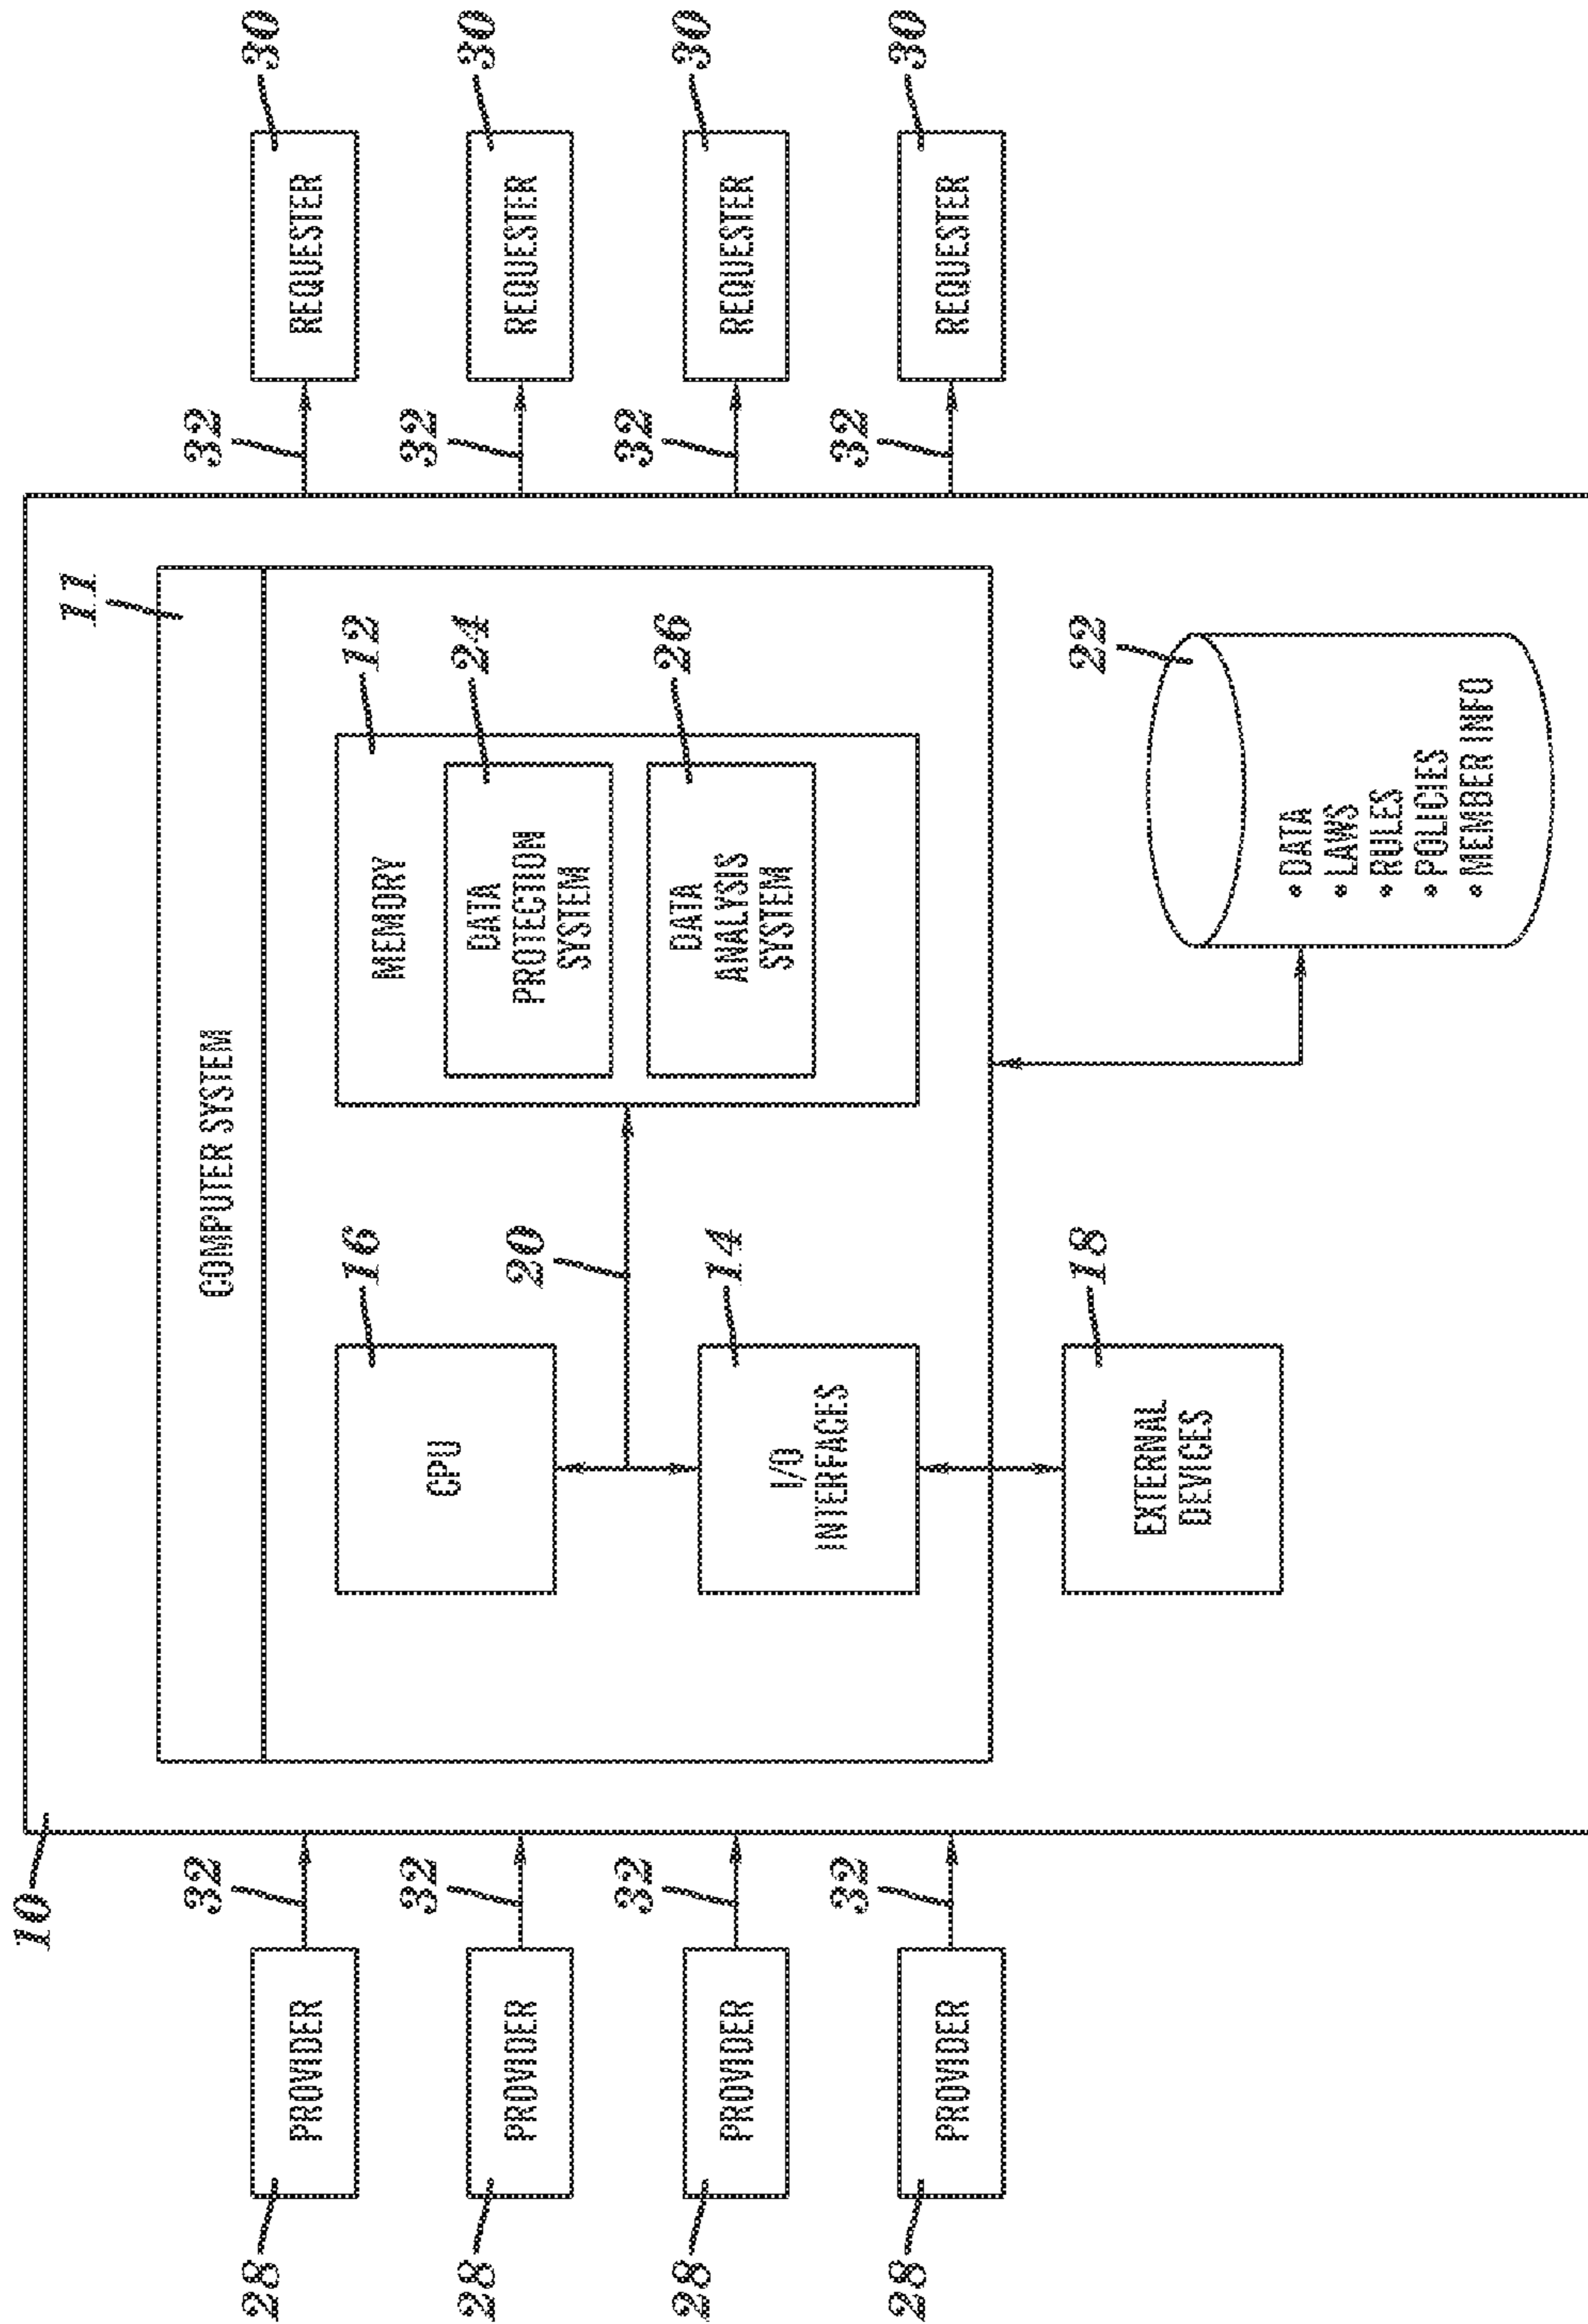 10
11
COMPUTER SYSTEM
28
PROVIDER
32
28
PROVIDER
32
28
PROVIDER
32
28
PROVIDER
32
16
CPU
20
14
I/O
INTERFACES
12
MEMORY
24
DATA
PROTECTION
SYSTEM
26
DATA
ANALYSIS
SYSTEM
18
EXTERNAL
DEVICES
22
• DATA
• LAWS
• RULES
• POLICIES
• MEMBER INFO
32
REQUESTER
30
32
REQUESTER
30
32
REQUESTER
30
32
REQUESTER
30